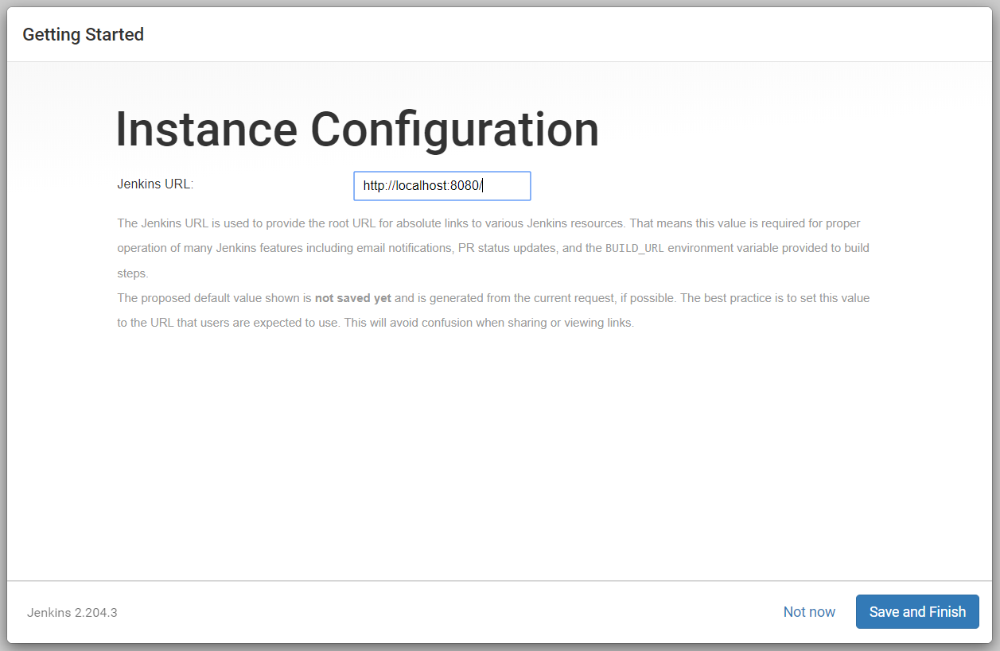 Getting Started
Instance Configuration
Jenkins URL: http://localhost:8080/
The Jenkins URL is used to provide the root URL for absolute links to various Jenkins resources. That means this value is required for proper
operation of many Jenkins features including email notifications, PR status updates, and the BUILD_URL environment variable provided to build
steps.
The proposed default value shown is not saved yet and is generated from the current request, if possible. The best practice is to set this value
to the URL that users are expected to use. This will avoid confusion when sharing or viewing links.
Jenkins 2.204.3 Not now Save and Finish